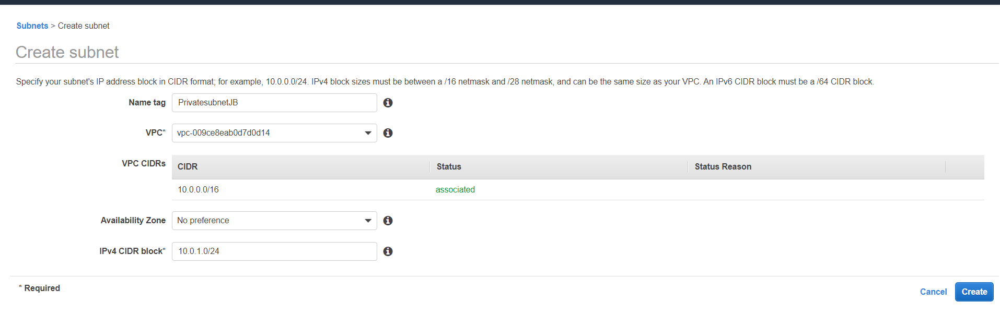 Subnets > Create subnet
Create subnet
Specify your subnet's IP address block in CIDR format; for example, 10.0.0.0/24. IPv4 block sizes must be between a /16 netmask and /28 netmask, and can be the same size as your VPC. An IPv6 CIDR block must be a /64 CIDR block.
Name tag PrivatesubnetJB
VPC* vpc-009ce8eab0d7d0d14
VPC CIDRs CIDR Status Status Reason
10.0.0.0/16 associated
Availability Zone No preference
IPv4 CIDR block* 10.0.1.0/24
* Required
Cancel Create